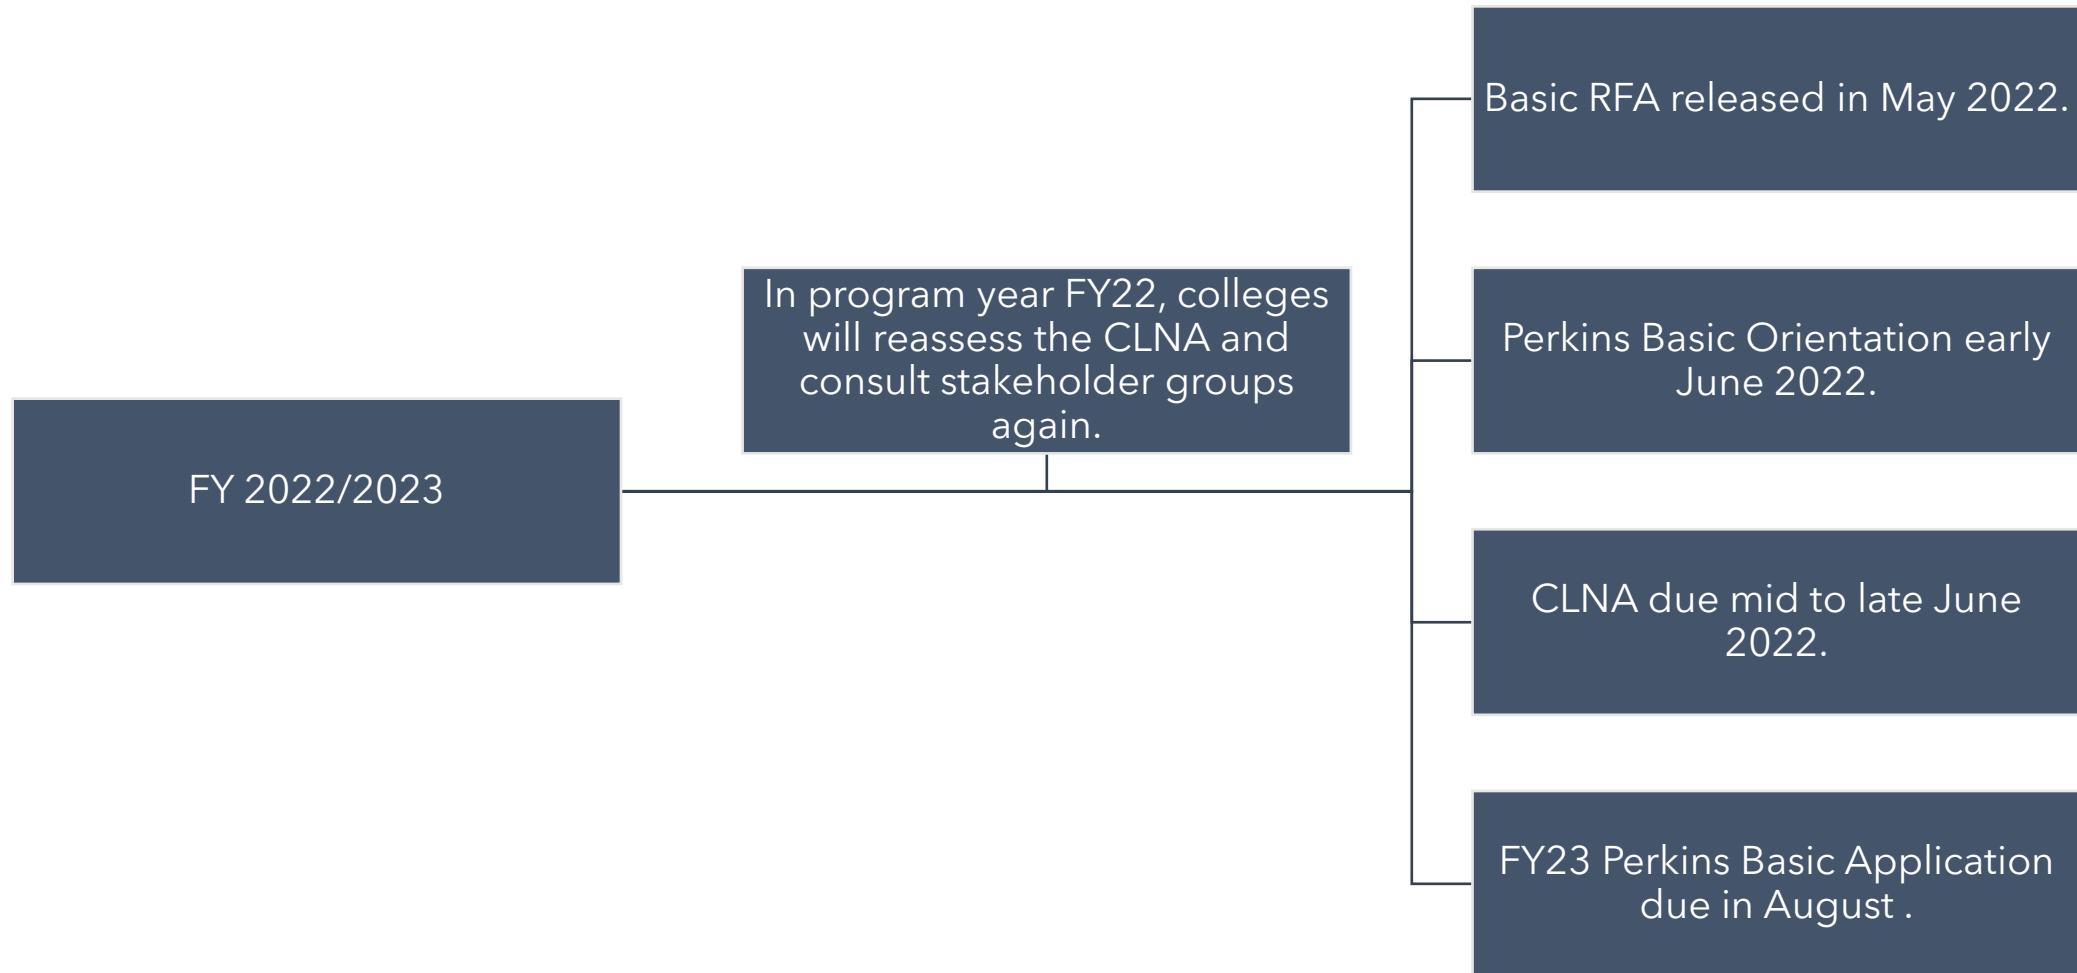 FY 2022/2023
In program year FY22, colleges
will reassess the CLNA and
consult stakeholder groups
again.
Basic RFA released in May 2022.
Perkins Basic Orientation early
June 2022.
CLNA due mid to late June
2022.
FY23 Perkins Basic Application
due in August .